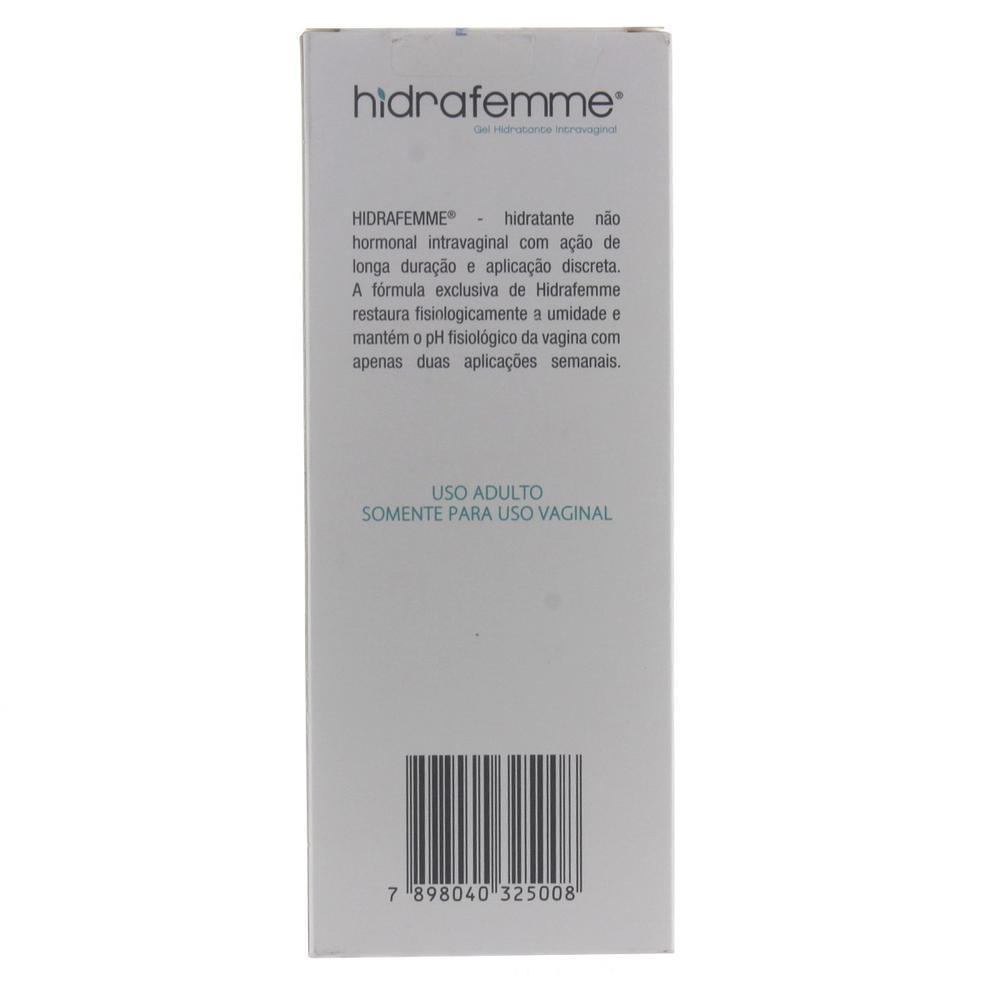 hidrafemme®
Gel Hidratante Intravaginal
HIDRAFEMME® - hidratante não
hormonal intravaginal com ação de
longa duração e aplicação discreta.
A fórmula exclusiva de Hidrafemme
restaura fisiologicamente a umidade e
mantém o pH fisiológico da vagina com
apenas duas aplicações semanais.
USO ADULTO
SOMENTE PARA USO VAGINAL
7 898040 325008